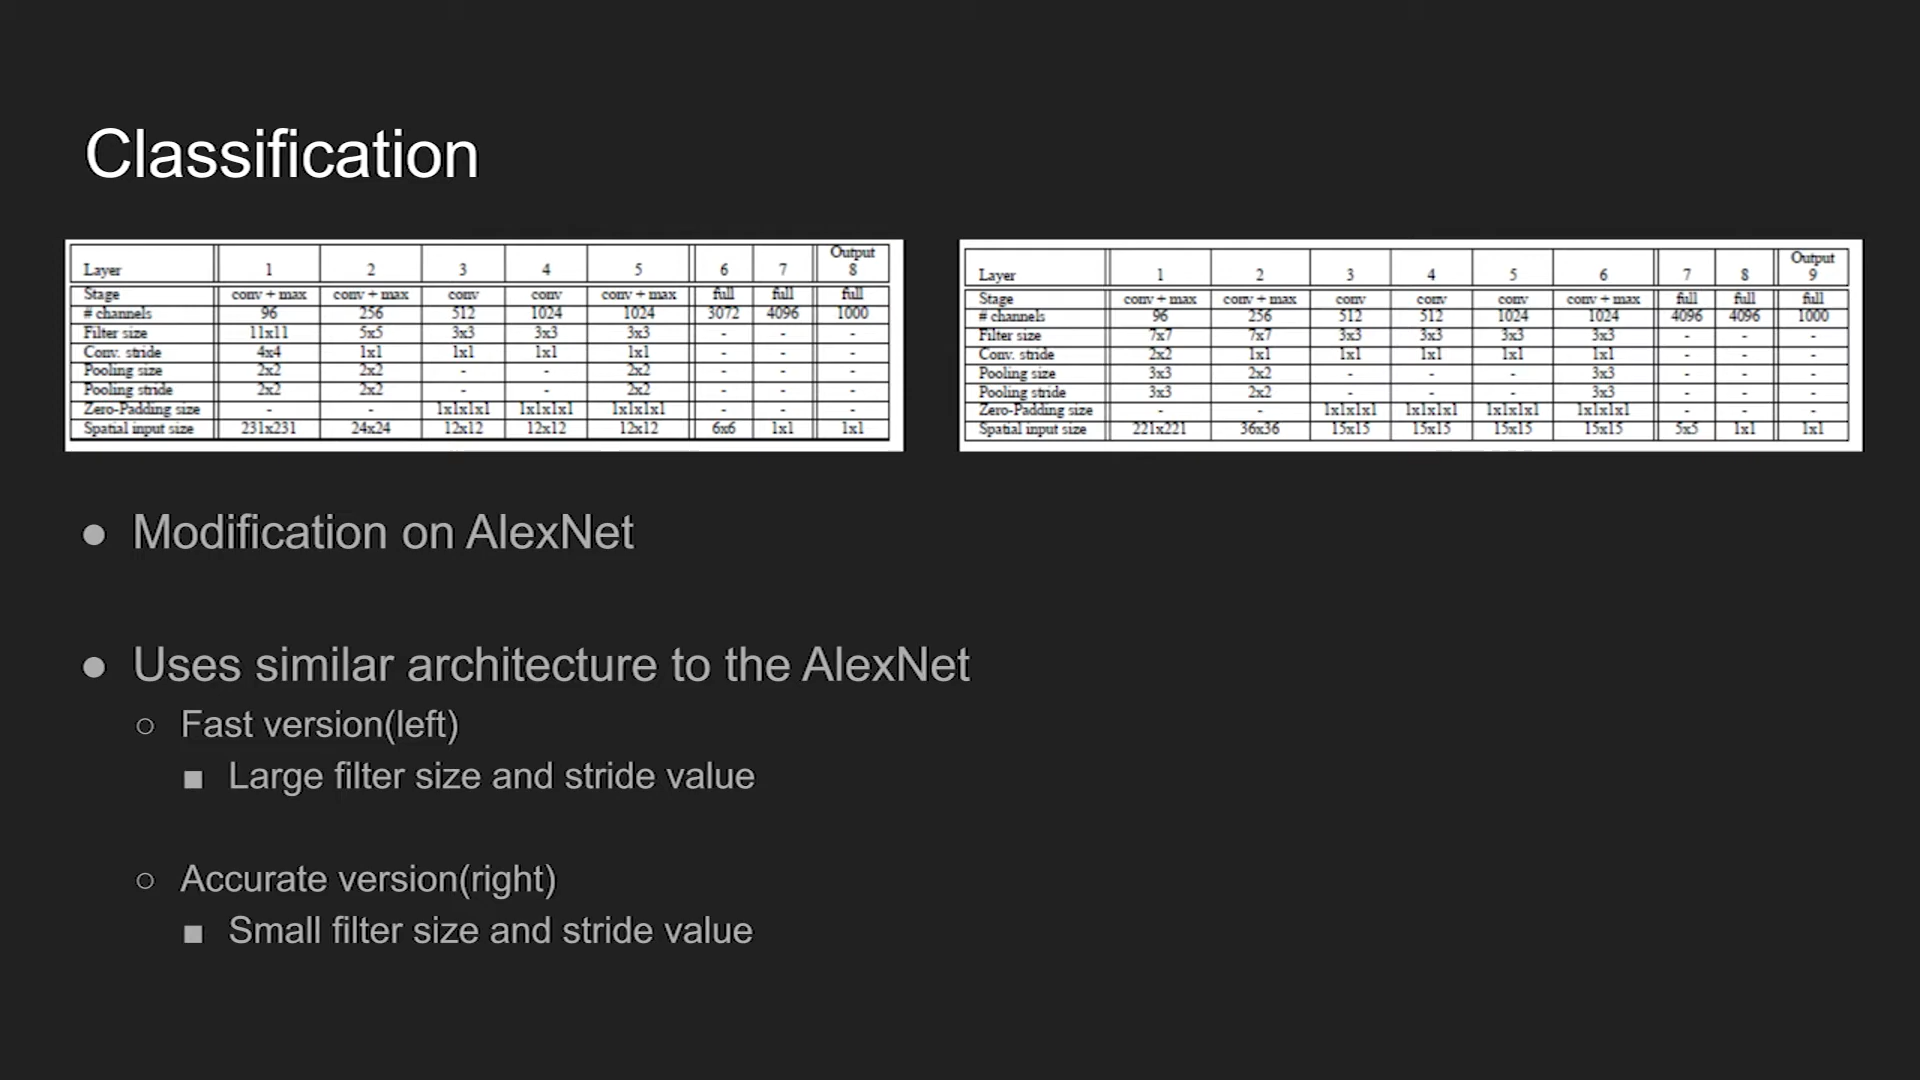 Classification
Layer 1 2 3 4 5 6 7 Output 8
Stage conv + max conv + max conv conv conv + max full full full
# channels 96 256 512 1024 1024 3072 4096 1000
Filter size 11x11 5x5 3x3 3x3 3x3 - - -
Conv. stride 4x4 1x1 1x1 1x1 1x1 - - -
Pooling size 2x2 2x2 - - 2x2 - - -
Pooling stride 2x2 2x2 - - 2x2 - - -
Zero-Padding size - - 1x1x1x1 1x1x1x1 1x1x1x1 - - -
Spatial input size 231x231 24x24 12x12 12x12 12x12 6x6 1x1 1x1
Layer 1 2 3 4 5 6 7 8 Output 9
Stage conv + max conv + max conv conv conv conv + max full full full
# channels 96 256 512 512 1024 1024 4096 4096 1000
Filter size 7x7 7x7 3x3 3x3 3x3 3x3 - - -
Conv. stride 2x2 1x1 1x1 1x1 1x1 1x1 - - -
Pooling size 3x3 2x2 - - - 3x3 - - -
Pooling stride 3x3 2x2 - - - 3x3 - - -
Zero-Padding size - - 1x1x1x1 1x1x1x1 1x1x1x1 1x1x1x1 - - -
Spatial input size 221x221 36x36 15x15 15x15 15x15 15x15 5x5 1x1 1x1
● Modification on AlexNet
● Uses similar architecture to the AlexNet
○ Fast version(left)
■ Large filter size and stride value
○ Accurate version(right)
■ Small filter size and stride value